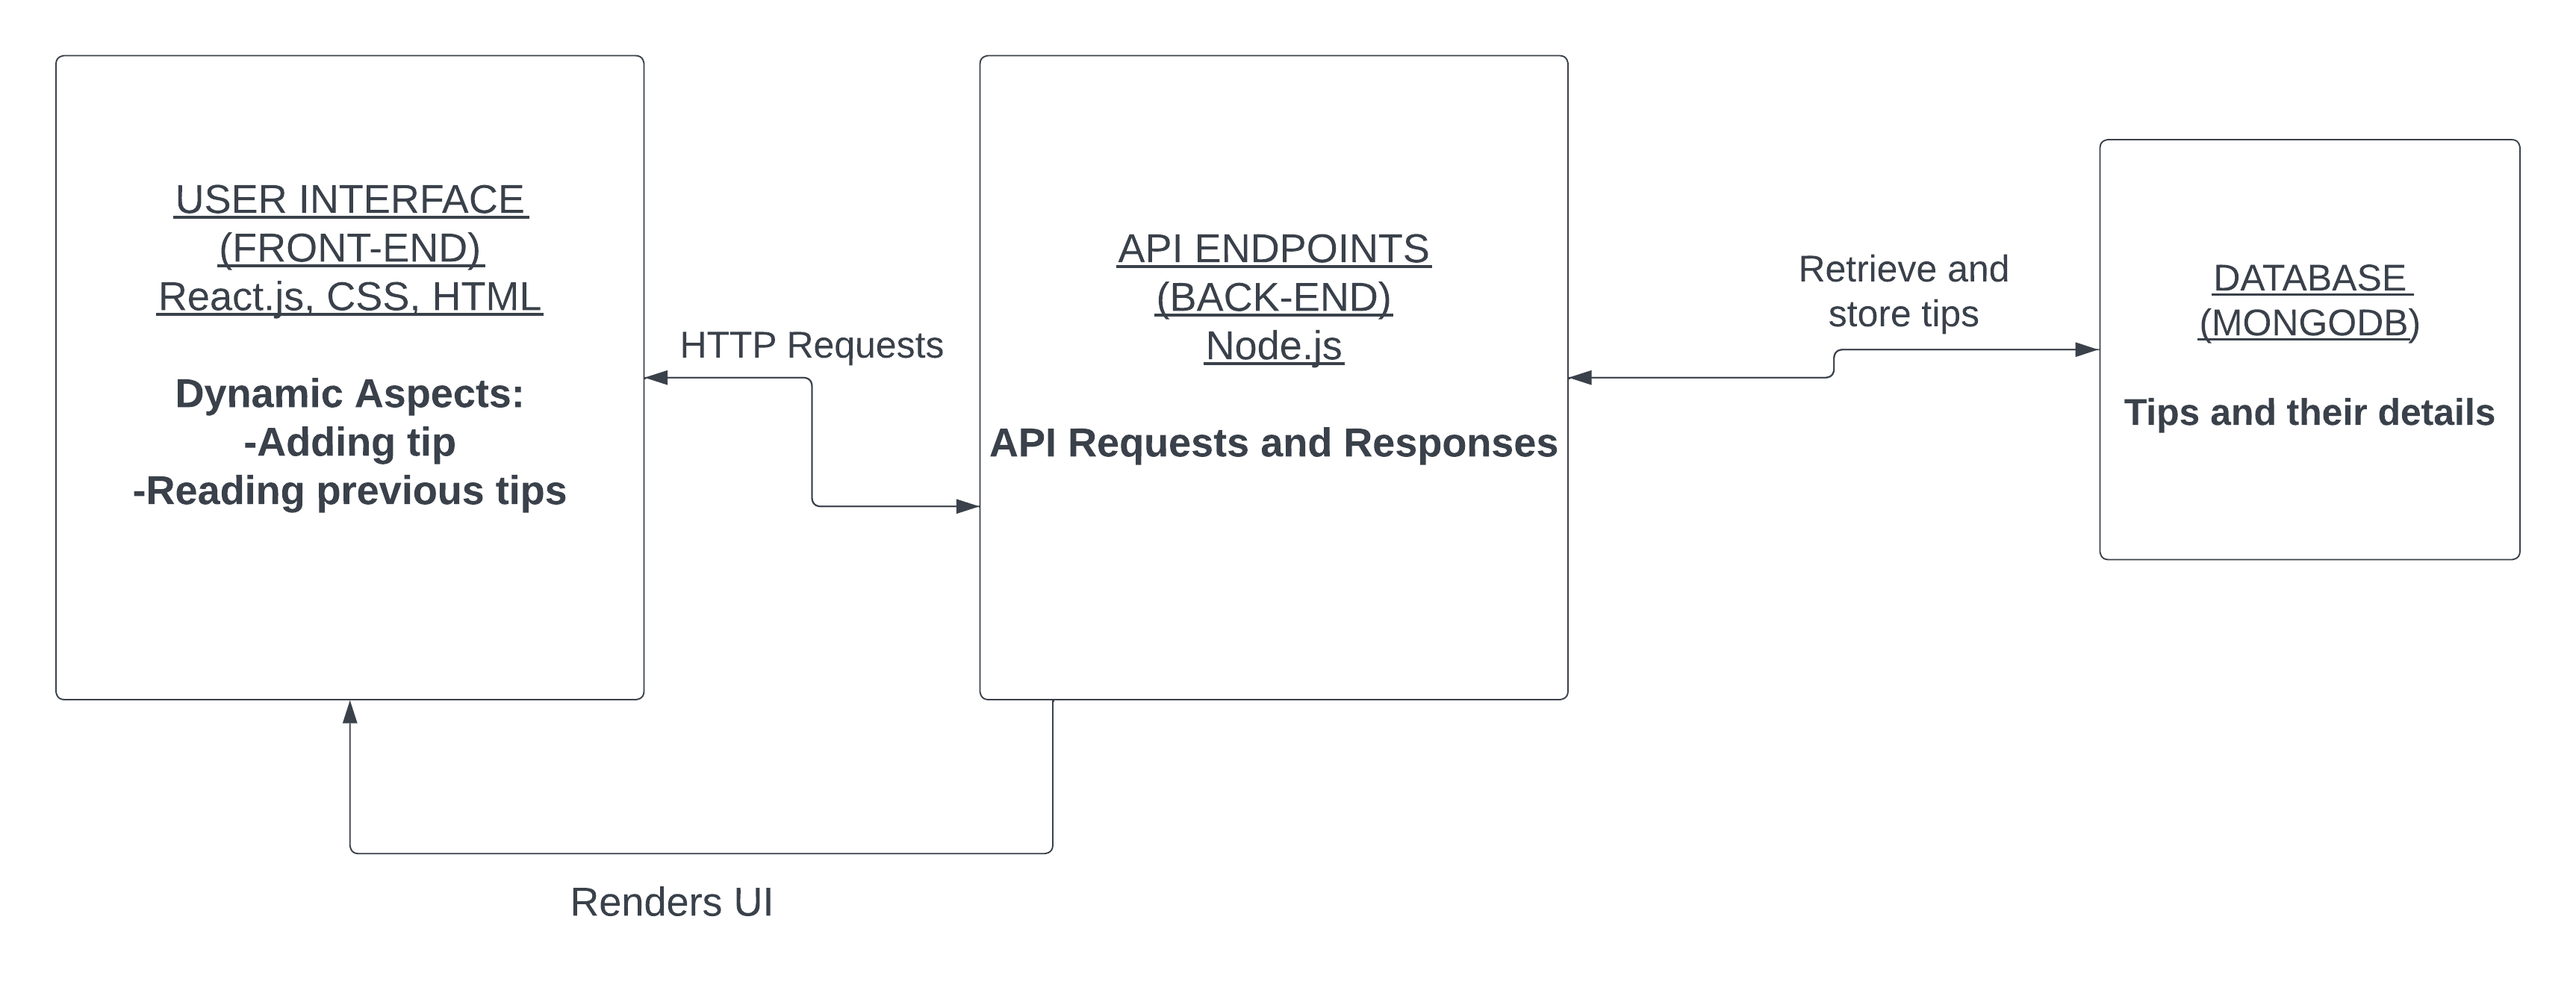 USER INTERFACE
(FRONT-END)
React.js, CSS, HTML
Dynamic Aspects:
-Adding tip
-Reading previous tips
HTTP Requests
API ENDPOINTS
(BACK-END)
Node.js
API Requests and Responses
Retrieve and
store tips
DATABASE
(MONGODB)
Tips and their details
Renders UI